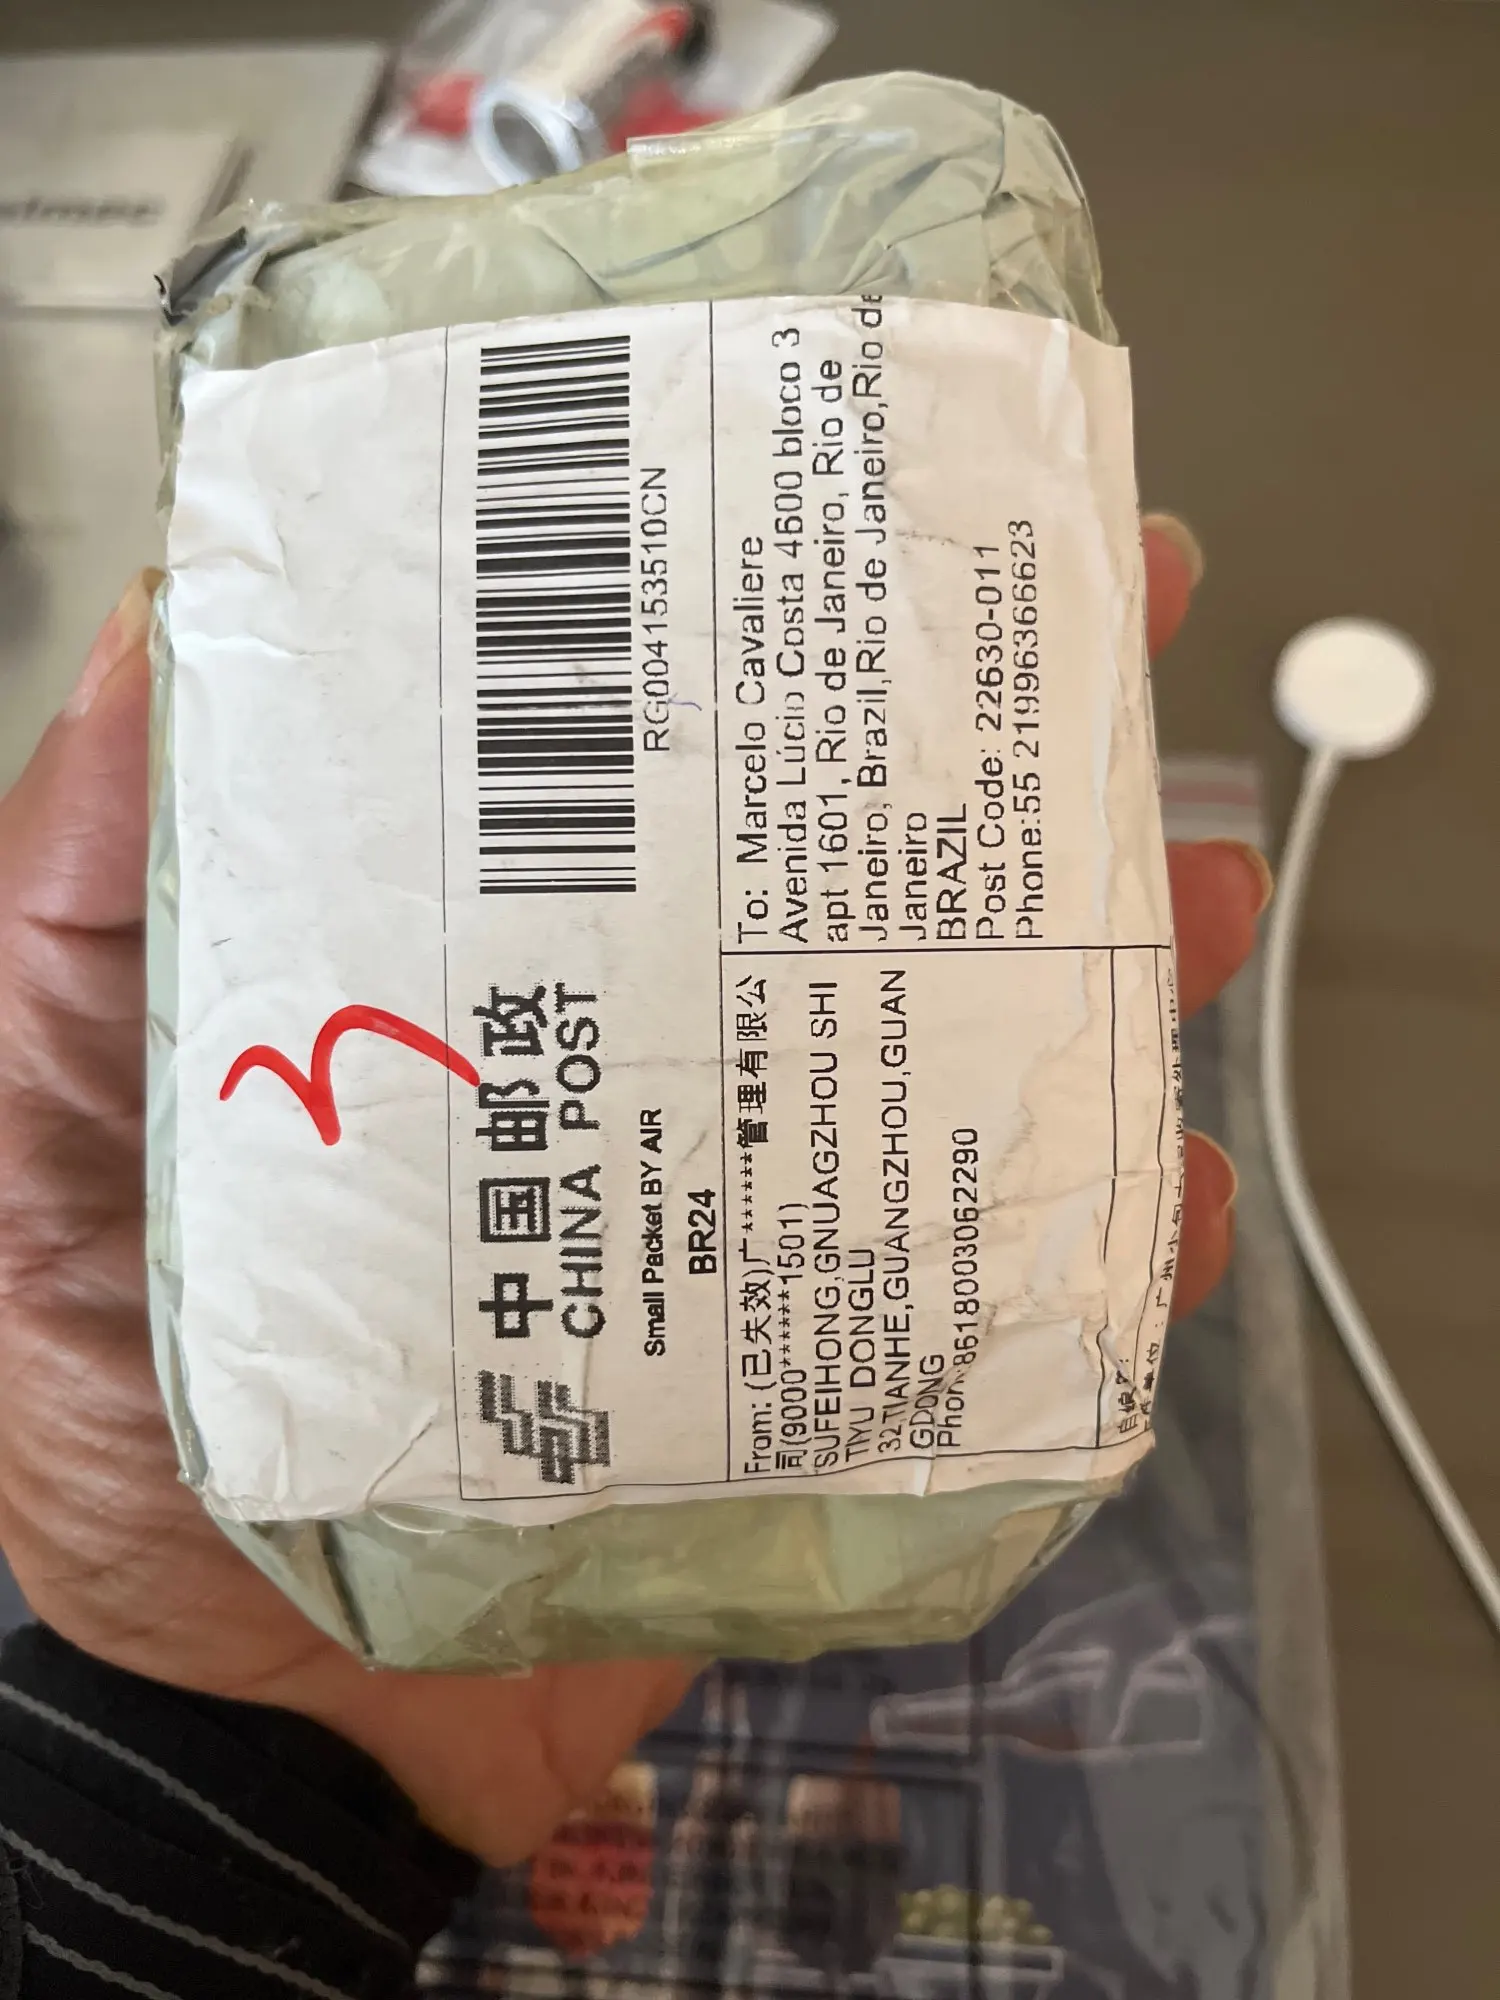 中国邮政
CHINA POST
Small Packet BY AIR
BR24
RG004153510CN
From: (已失效)广******管理有限公
司(9000******1501)
SUFEIHONG,GNUAGZHOU SHI
TIYU DONGLU
32,TIANHE,GUANGZHOU,GUAN
GDONG
Phon:8618003062290
To: Marcelo Cavaliere
Avenida Lúcio Costa 4600 bloco 3
apt 1601, Rio de Janeiro, Rio de
Janeiro, Brazil,Rio de Janeiro,Rio de
Janeiro
BRAZIL
Post Code: 22630-011
Phone:55 21996366623